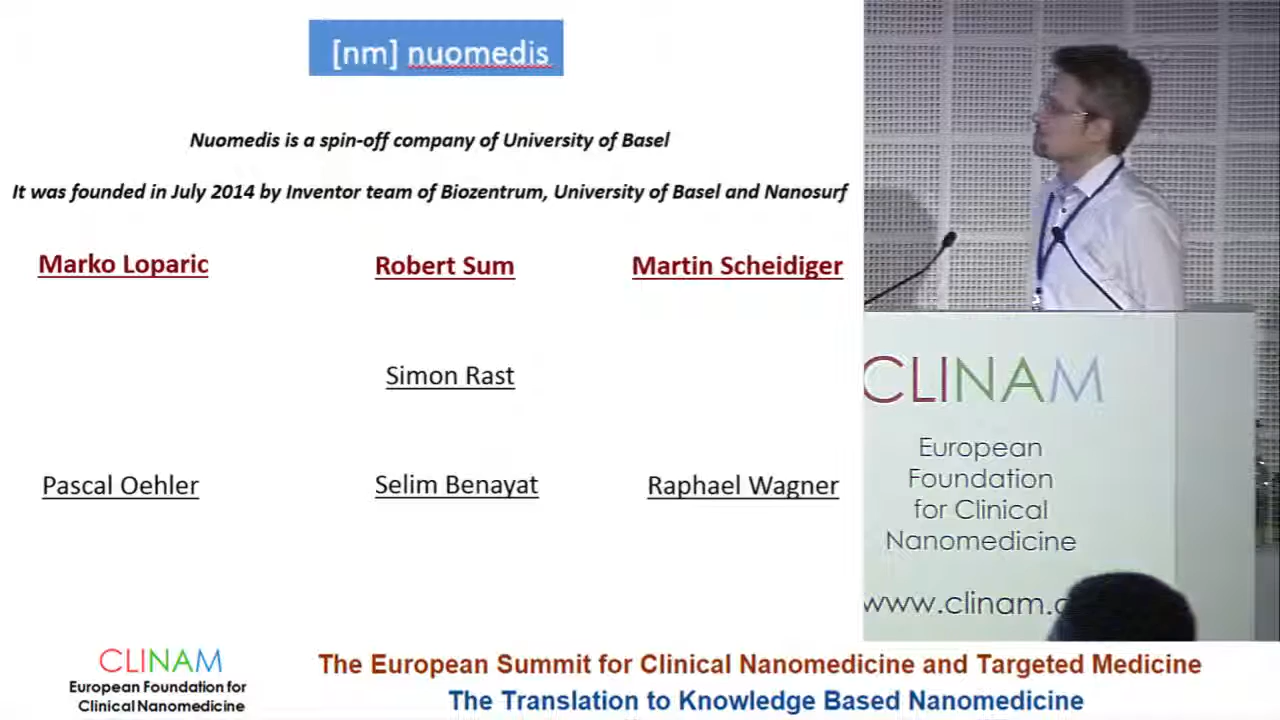 [nm] nuomedis
Nuomedis is a spin-off company of University of Basel
It was founded in July 2014 by Inventor team of Biozentrum, University of Basel and Nanosurf
Marko Loparic
Robert Sum
Martin Scheidiger
Simon Rast
Pascal Oehler
Selim Benayat
Raphael Wagner
CLINAM
European
Foundation
for Clinical
Nanomedicine
www.clinam.
CLINAM
European Foundation for
Clinical Nanomedicine
The European Summit for Clinical Nanomedicine and Targeted Medicine
The Translation to Knowledge Based Nanomedicine